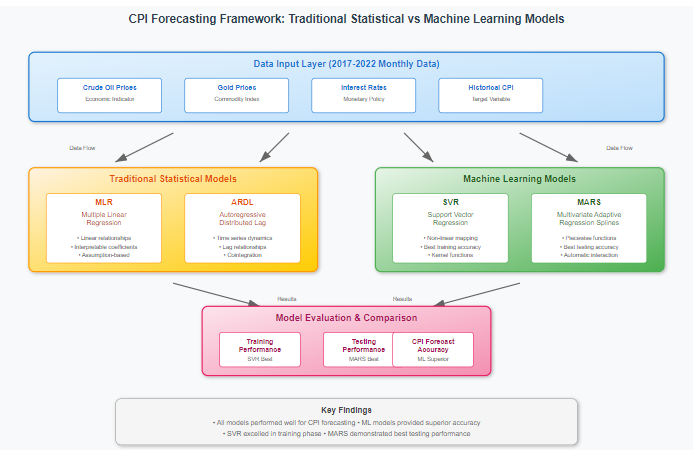 CPI Forecasting Framework: Traditional Statistical vs Machine Learning Models
Data Input Layer (2017-2022 Monthly Data)
Crude Oil Prices
Economic Indicator
Gold Prices
Commodity Index
Interest Rates
Monetary Policy
Historical CPI
Target Variable
Data Flow
Data Flow
Traditional Statistical Models
MLR
Multiple Linear
Regression
• Linear relationships
• Interpretable coefficients
• Assumption-based
ARDL
Autoregressive
Distributed Lag
• Time series dynamics
• Lag relationships
• Cointegration
Machine Learning Models
SVR
Support Vector
Regression
• Non-linear mapping
• Best training accuracy
• Kernel functions
MARS
Multivariate Adaptive
Regression Splines
• Piecewise functions
• Best testing accuracy
• Automatic interaction
Results
Results
Model Evaluation & Comparison
Training
Performance
SVR Best
Testing
Performance
MARS Best
CPI Forecast
Accuracy
ML Superior
Key Findings
• All models performed well for CPI forecasting • ML models provided superior accuracy
• SVR excelled in training phase • MARS demonstrated best testing performance